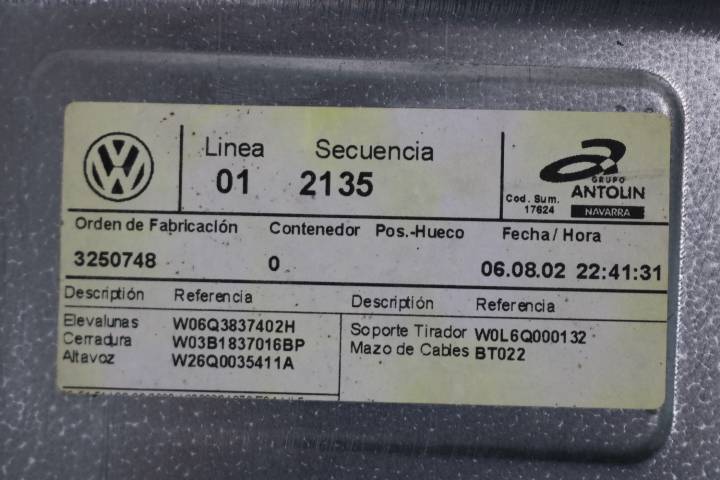 Linea Secuencia
01 2135
GRUPO
ANTOLIN
NAVARRA
Cod. Sum.
17624
Orden de Fabricación Contenedor Pos.-Hueco Fecha / Hora
3250748 0 06.08.02 22:41:31
Descriptión Referencia Descriptión Referencia
Elevalunas W06Q3837402H
Cerradura W03B1837016BP
Altavoz W26Q0035411A
Soporte Tirador W0L6Q000132
Mazo de Cables BT022